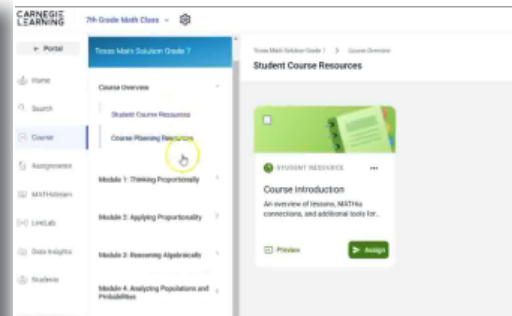 CARNEGIE
LEARNING
7th Grade Math Class
← Portal
Home
Search
Course
Assignments
MATHstream
LiveLab
Data Insights
Students
Texas Math Solution Grade 7
Course Overview
Student Course Resources
Course Planning Resources
Module 1: Thinking Proportionally
Module 2: Applying Proportionality
Module 3: Reasoning Algebraically
Module 4: Analyzing Populations and
Probabilities
Texas Math Solution Grade 7 > Course Overview
Student Course Resources
STUDENT RESOURCE
Course Introduction
An overview of lessons, MATHia
connections, and additional tools for..
Preview
Assign